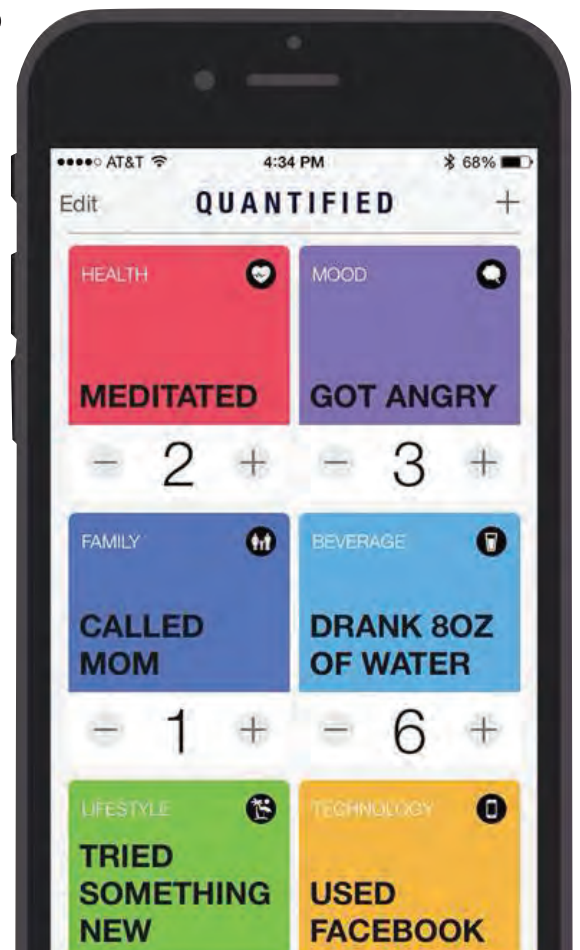 AT&T 4:34 PM 68%
Edit QUANTIFIED +
HEALTH MOOD
MEDITATED GOT ANGRY
− 2 + − 3 +
FAMILY BEVERAGE
CALLED DRANK 8OZ
MOM OF WATER
− 1 + − 6 +
LIFESTYLE TECHNOLOGY
TRIED
SOMETHING USED
NEW FACEBOOK